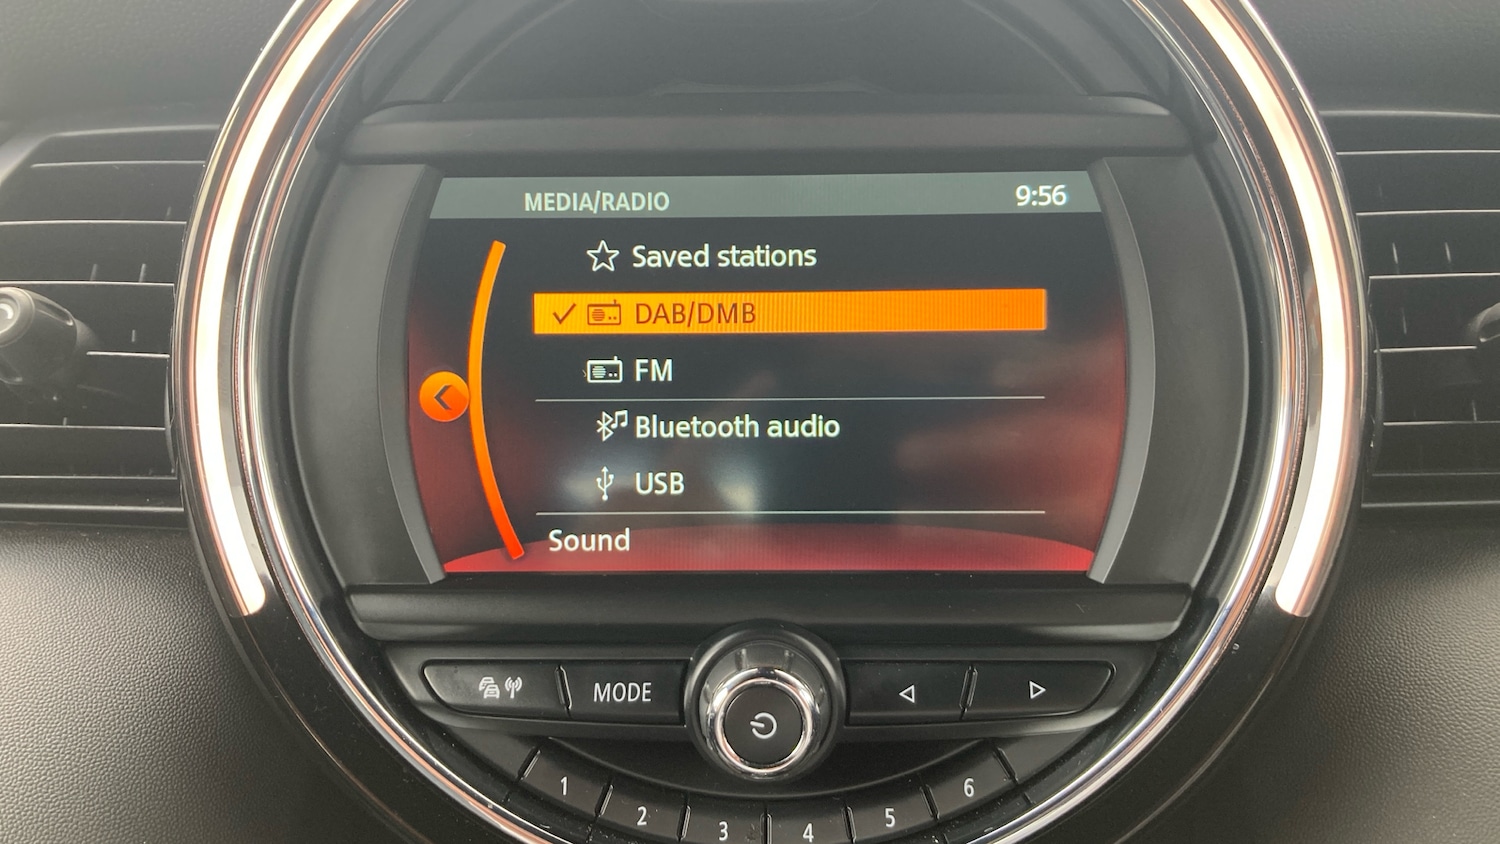 MEDIA/RADIO 9:56
Saved stations
DAB/DMB
FM
Bluetooth audio
USB
Sound
MODE
1 2 3 4 5 6